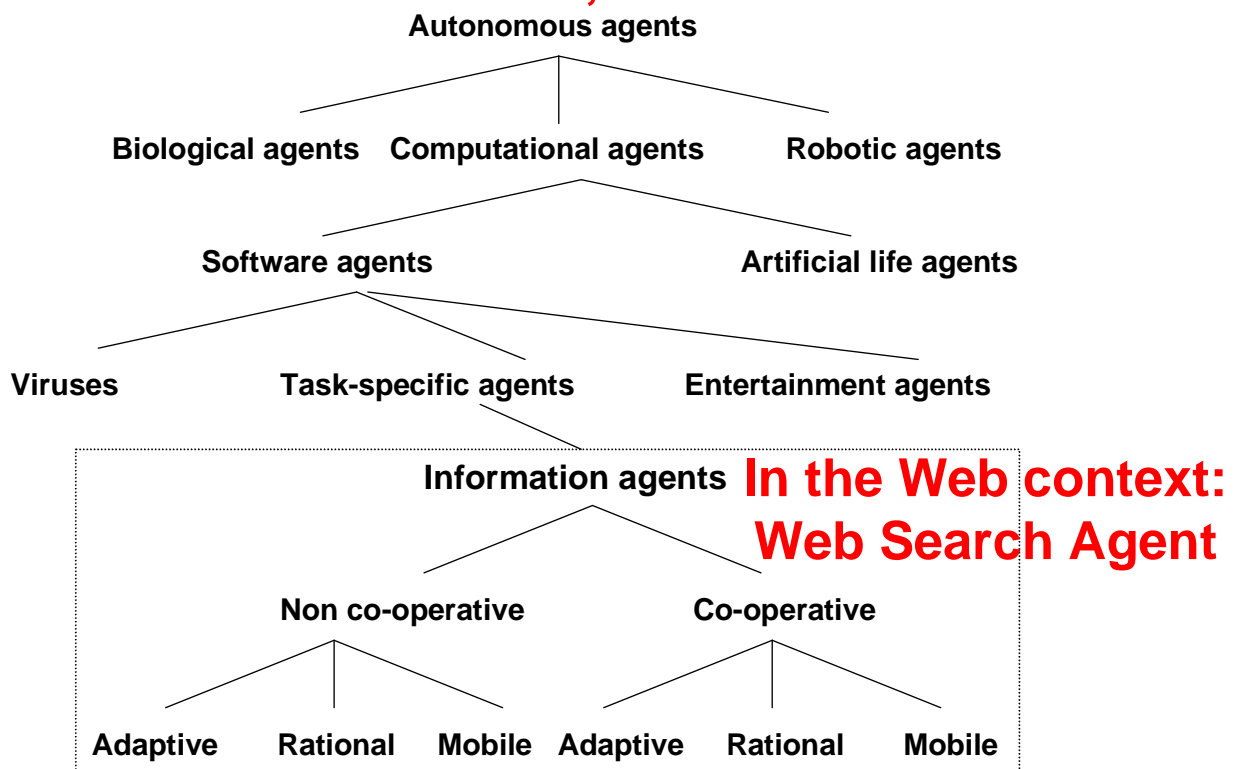 Autonomous agents
Biological agents Computational agents Robotic agents
Software agents Artificial life agents
Viruses Task-specific agents Entertainment agents
Information agents In the Web context:
Web Search Agent
Non co-operative Co-operative
Adaptive Rational Mobile Adaptive Rational Mobile